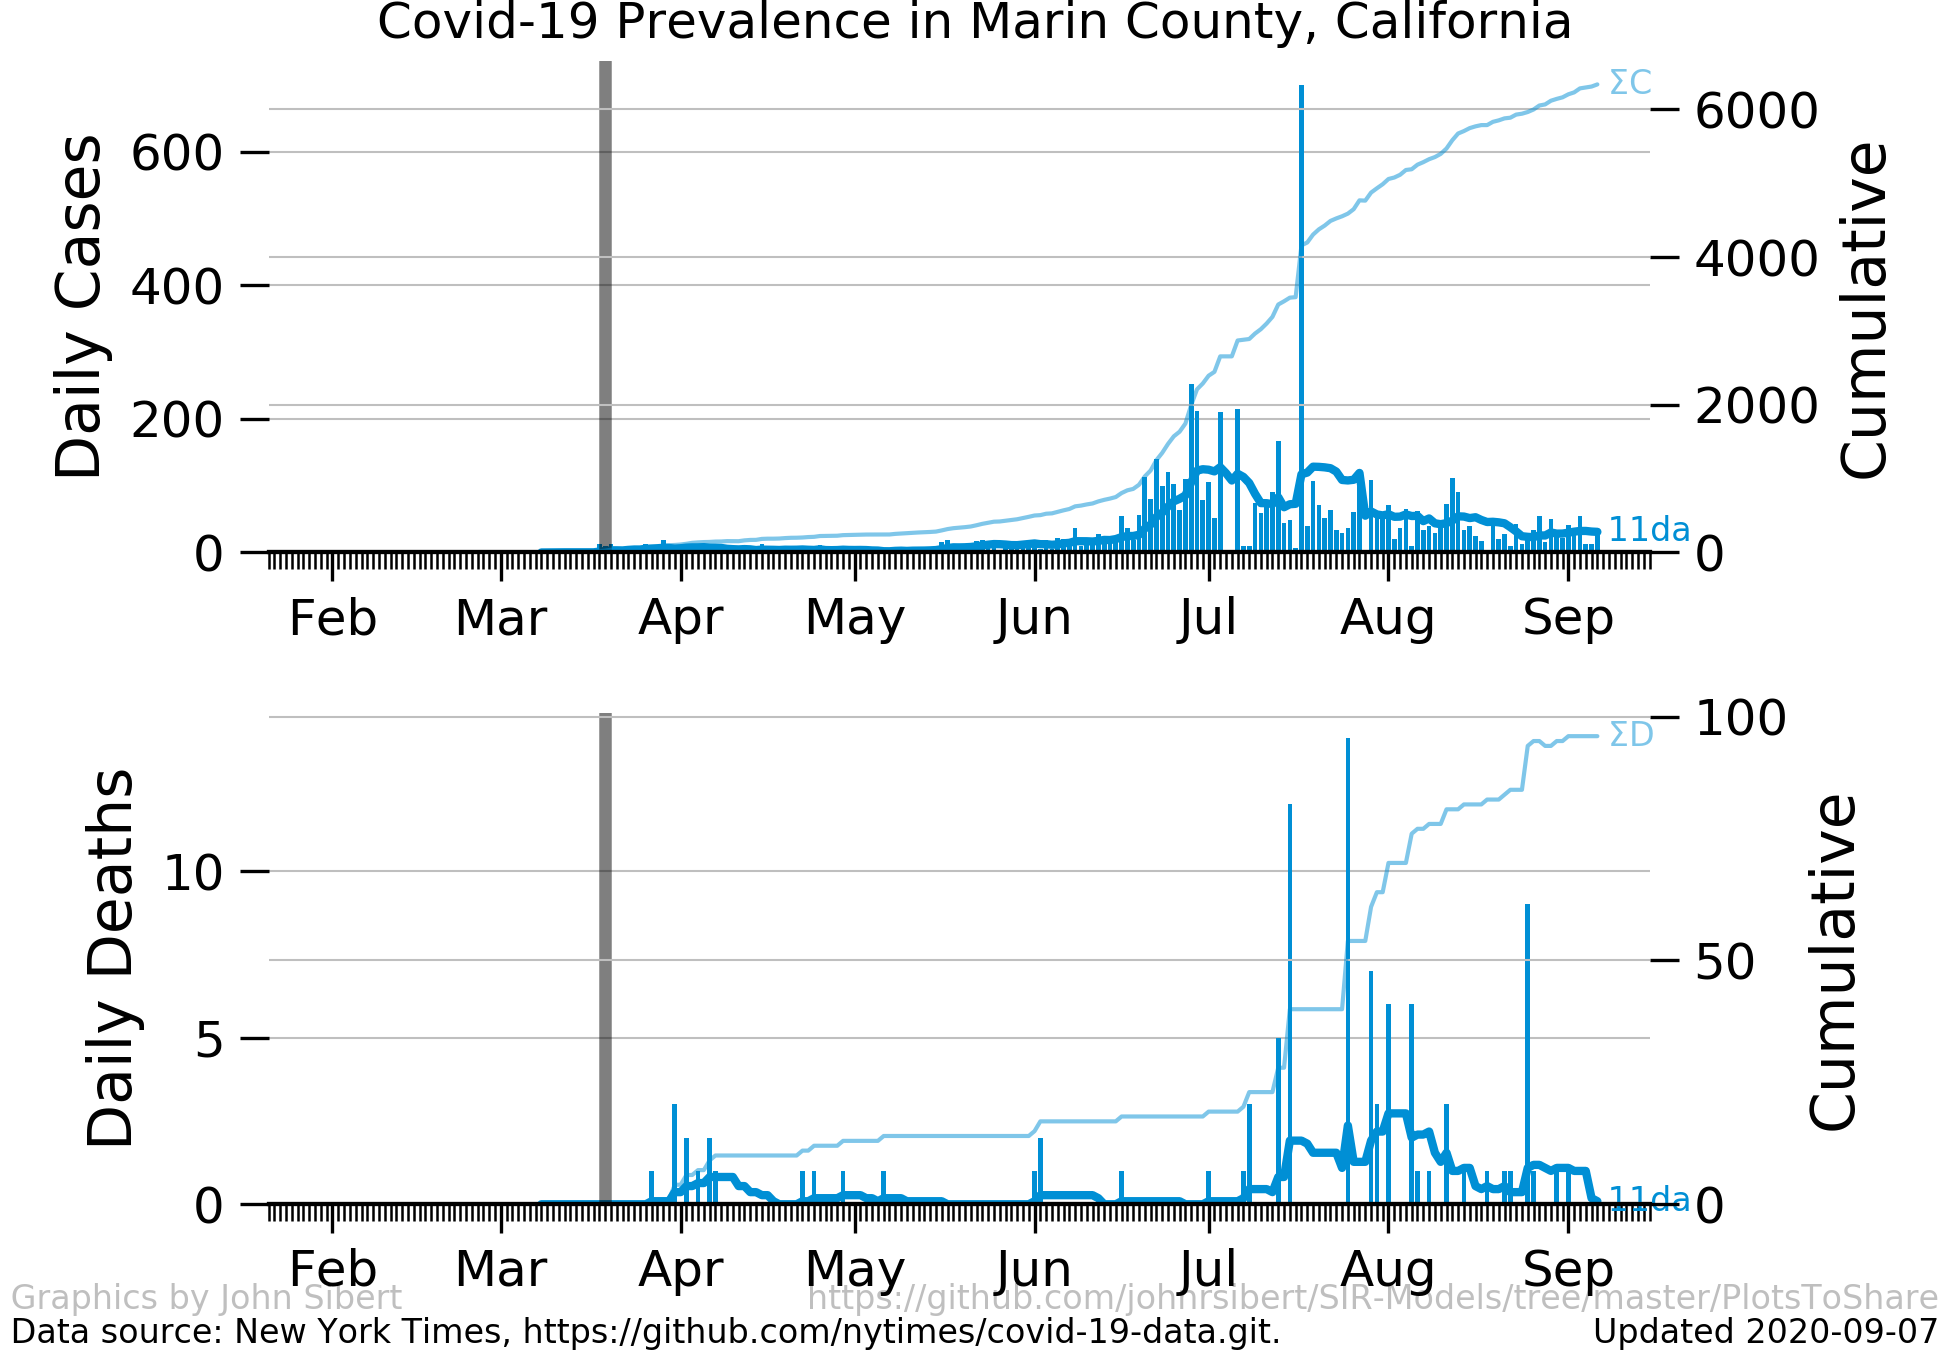 Covid-19 Prevalence in Marin County, California
Daily Cases
600
400
200
0
ΣC
6000
4000
2000
0
11da
Cumulative
Feb Mar Apr May Jun Jul Aug Sep
Daily Deaths
10
5
0
ΣD
100
50
0
11da
Cumulative
Feb Mar Apr May Jun Jul Aug Sep
Graphics by John Sibert https://github.com/johnrsibert/SIR-Models/tree/master/PlotsToShare
Data source: New York Times, https://github.com/nytimes/covid-19-data.git. Updated 2020-09-07